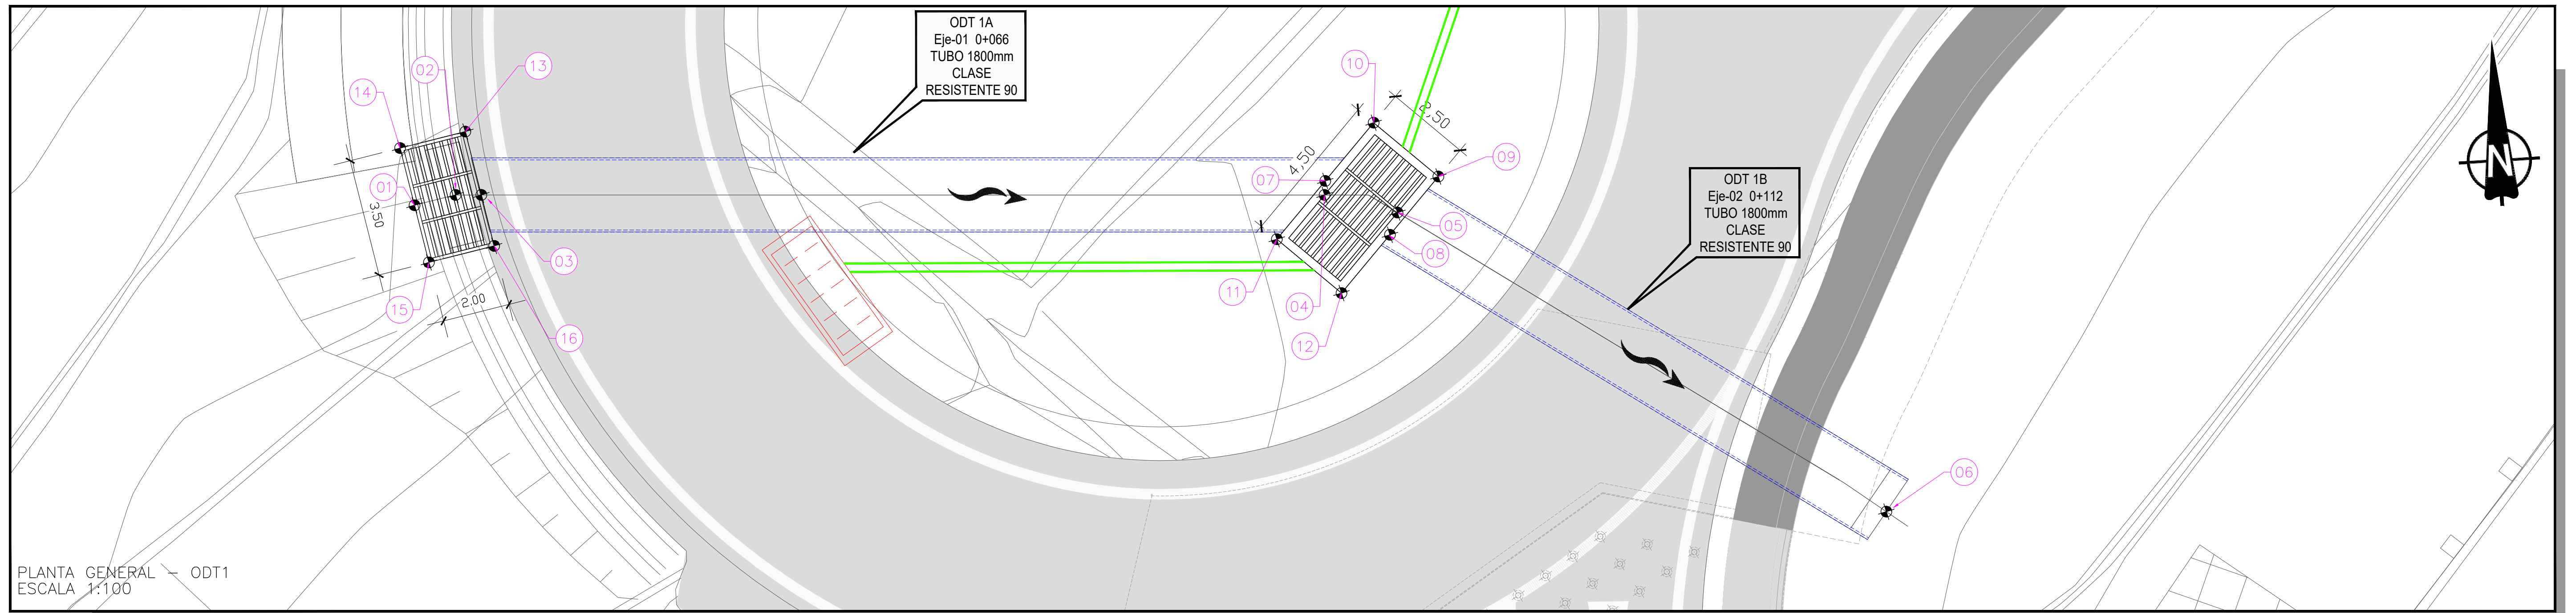 ODT 1A
Eje-01 0+066
TUBO 1800mm
CLASE
RESISTENTE 90
02
13
14
10
2,50
4,50
09
07
01
3.50
ODT 1B
Eje-02 0+112
TUBO 1800mm
CLASE
RESISTENTE 90
N
05
08
03
11
04
2.00
15
16
12
06
PLANTA GENERAL - ODT1
ESCALA 1:100